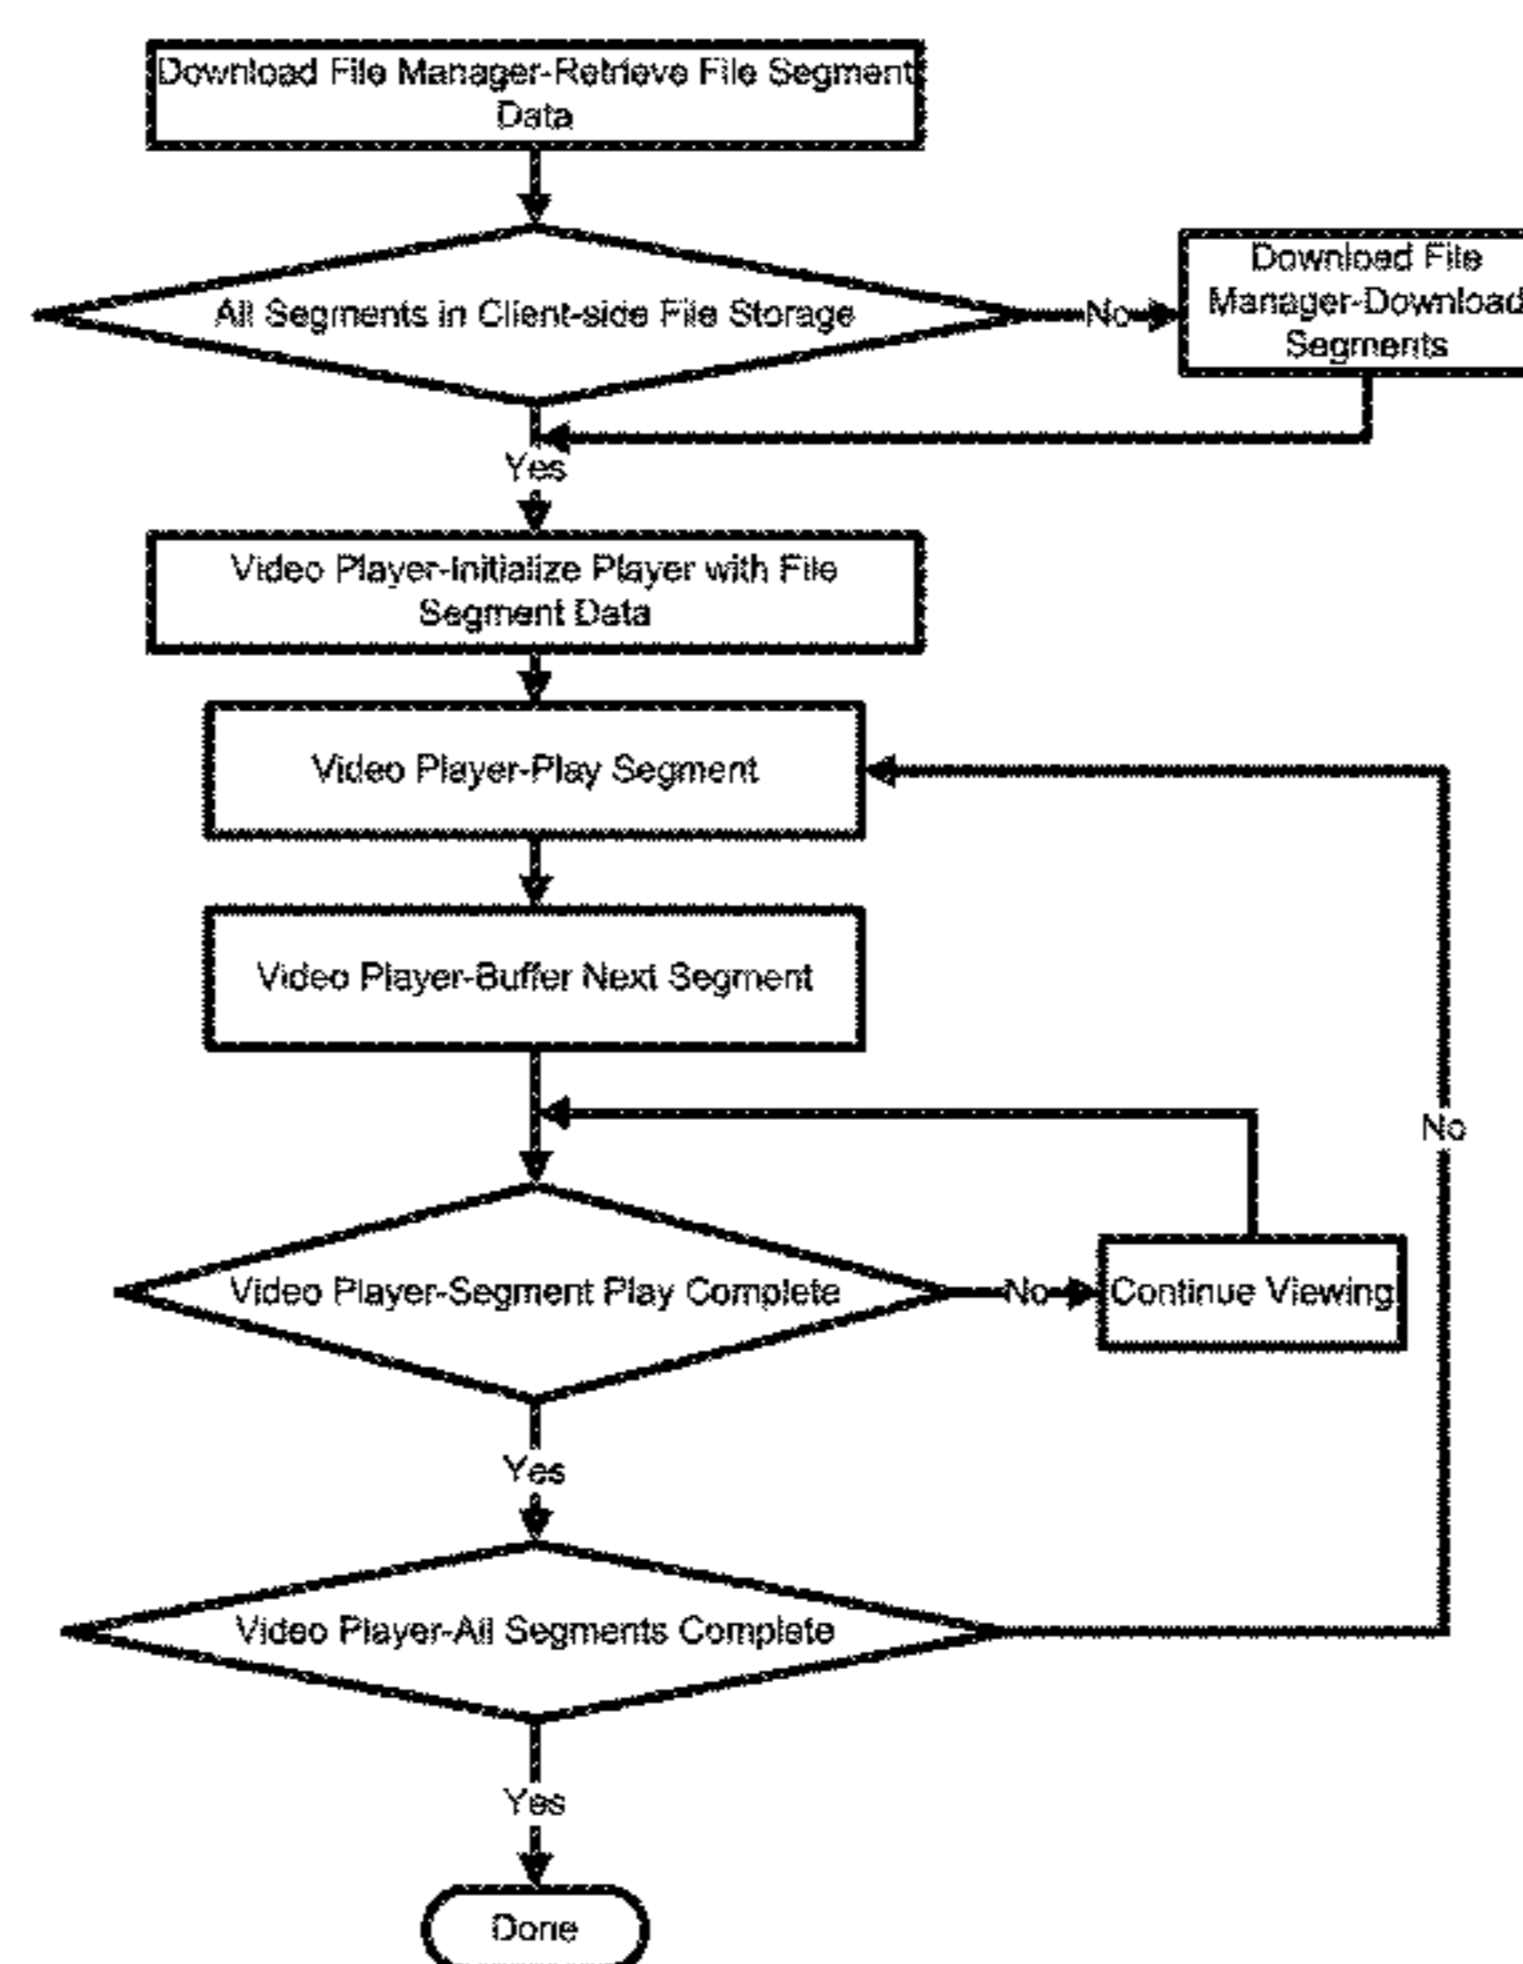 Download File Manager-Retrieve File Segment
Data
All Segments in Client-side File Storage
No
Download File
Manager-Download
Segments
Yes
Video Player-Initialize Player with File
Segment Data
Video Player-Play Segment
Video Player-Buffer Next Segment
No
Video Player-Segment Play Complete
No
Continue Viewing
Yes
Video Player-All Segments Complete
Yes
Done